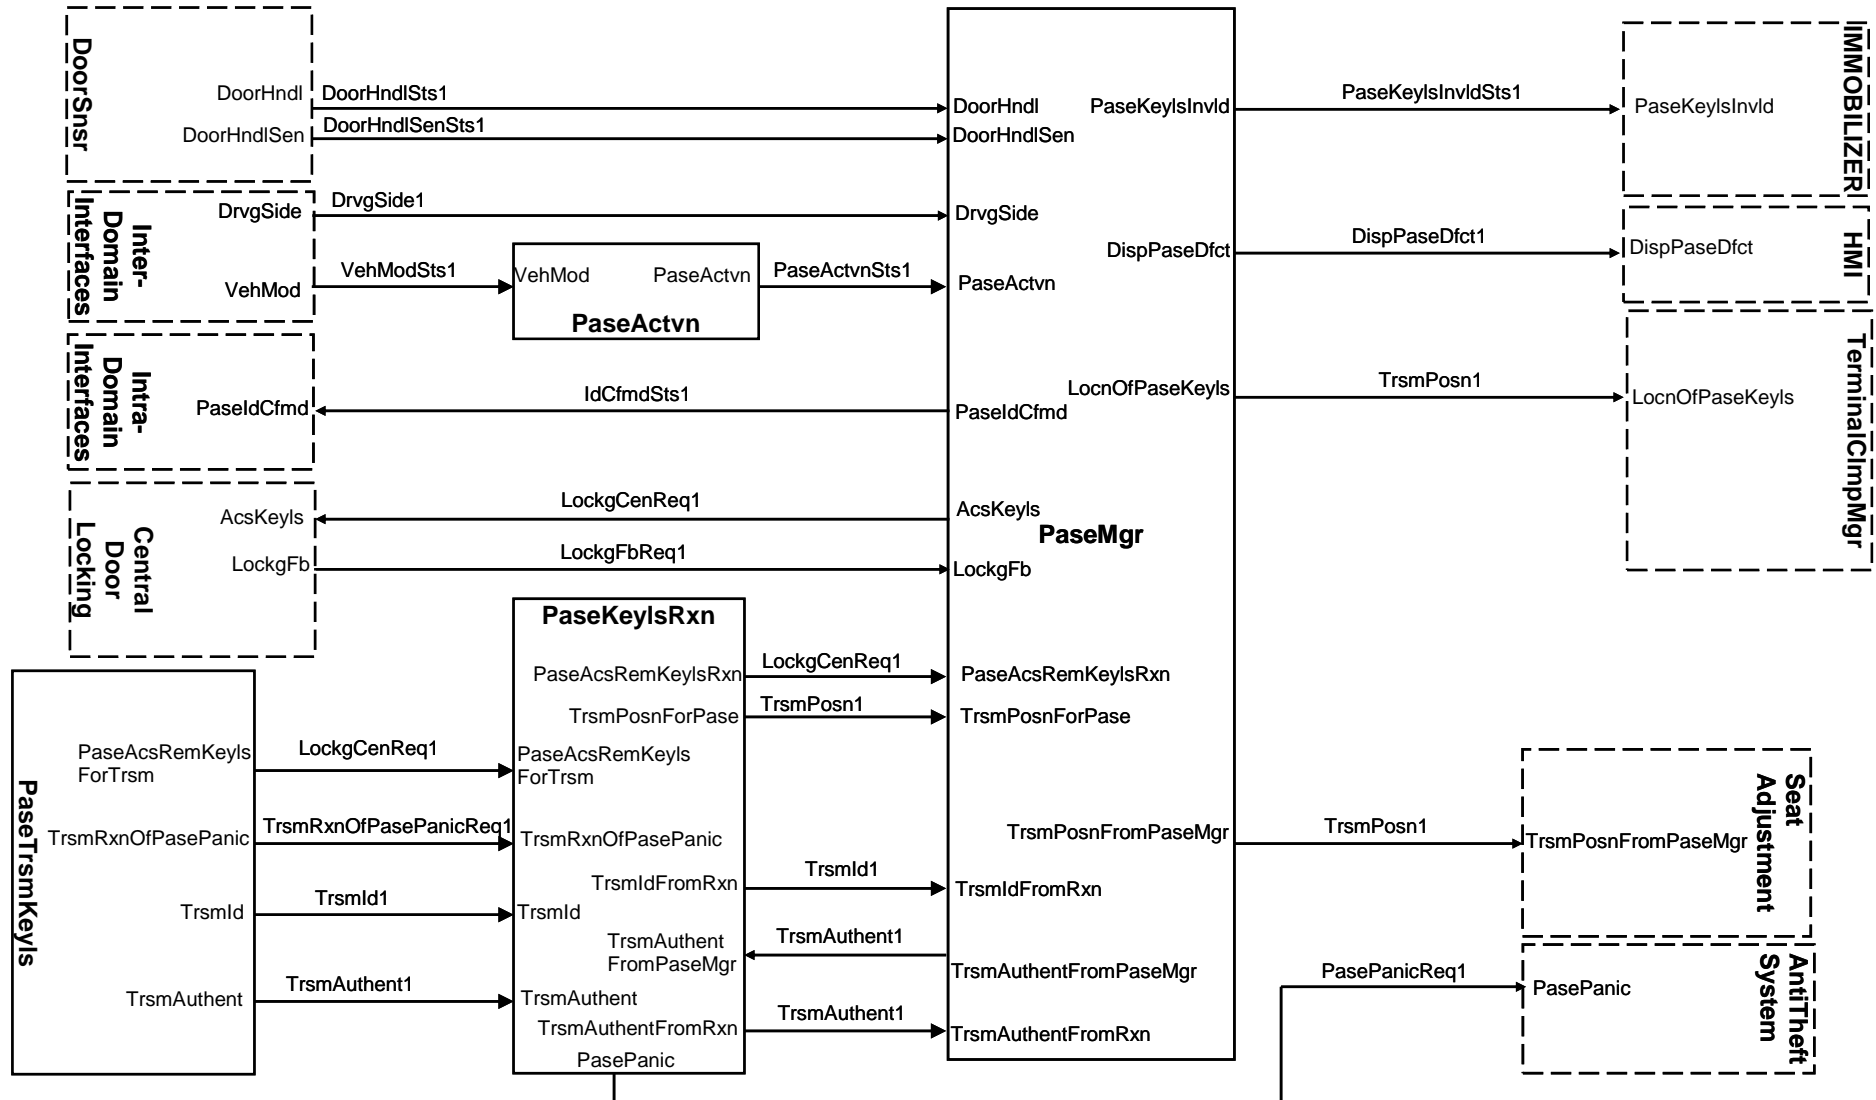 DoorSnsr
DoorHndl
DoorHndlSen
DoorHndlSts1
DoorHndlSenSts1
Inter-
Domain
Interfaces
DrvgSide
VehMod
DrvgSide1
VehModSts1
VehMod
PaseActvn
PaseActvn
PaseActvnSts1
Intra-
Domain
Interfaces
PaseIdCfmd
IdCfmdSts1
Central
Door
Locking
AcsKeyls
LockgFb
LockgCenReq1
LockgFbReq1
PaseTrsmKeyls
PaseAcsRemKeyls
ForTrsm
TrsmRxnOfPasePanic
TrsmId
TrsmAuthent
LockgCenReq1
TrsmRxnOfPasePanicReq1
TrsmId1
TrsmAuthent1
PaseKeylsRxn
PaseAcsRemKeylsRxn
TrsmPosnForPase
PaseAcsRemKeyls
ForTrsm
TrsmRxnOfPasePanic
TrsmIdFromRxn
TrsmId
TrsmAuthent
FromPaseMgr
TrsmAuthent
TrsmAuthentFromRxn
PasePanic
LockgCenReq1
TrsmPosn1
TrsmId1
TrsmAuthent1
TrsmAuthent1
DoorHndl
DoorHndlSen
DrvgSide
PaseActvn
PaseIdCfmd
AcsKeyls
PaseMgr
LockgFb
PaseAcsRemKeylsRxn
TrsmPosnForPase
TrsmIdFromRxn
TrsmAuthentFromPaseMgr
TrsmAuthentFromRxn
PaseKeylsInvld
DispPaseDfct
LocnOfPaseKeyls
TrsmPosnFromPaseMgr
PaseKeylsInvldSts1
DispPaseDfct1
TrsmPosn1
TrsmPosn1
PasePanicReq1
PaseKeylsInvld
IMMOBILIZER
DispPaseDfct
HMI
LocnOfPaseKeyls
TerminalClmpMgr
TrsmPosnFromPaseMgr
Seat
Adjustment
PasePanic
AntiTheft
System